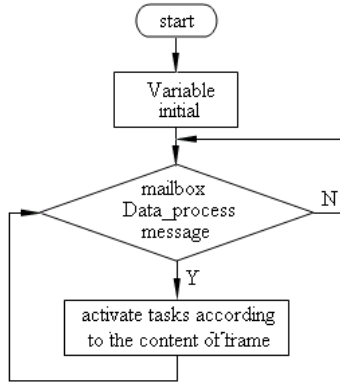 start
Variable
initial
mailbox
Data_process
message
N
Y
activate tasks according
to the content of frame